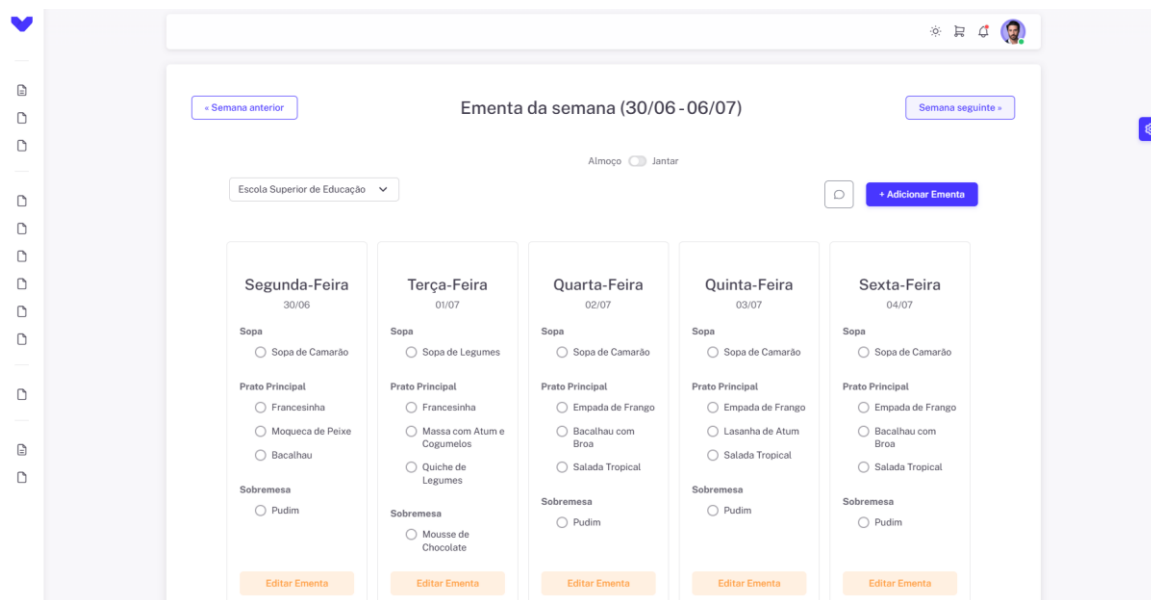 « Semana anterior
Ementa da semana (30/06 - 06/07)
Semana seguinte »
Almoço
Jantar
Escola Superior de Educação
+ Adicionar Ementa
Segunda-Feira
30/06
Sopa
Sopa de Camarão
Prato Principal
Francesinha
Moqueca de Peixe
Bacalhau
Sobremesa
Pudim
Editar Ementa
Terça-Feira
01/07
Sopa
Sopa de Legumes
Prato Principal
Francesinha
Massa com Atum e
Cogumelos
Quiche de
Legumes
Sobremesa
Mousse de
Chocolate
Editar Ementa
Quarta-Feira
02/07
Sopa
Sopa de Camarão
Prato Principal
Empada de Frango
Bacalhau com
Broa
Salada Tropical
Sobremesa
Pudim
Editar Ementa
Quinta-Feira
03/07
Sopa
Sopa de Camarão
Prato Principal
Empada de Frango
Lasanha de Atum
Salada Tropical
Sobremesa
Pudim
Editar Ementa
Sexta-Feira
04/07
Sopa
Sopa de Camarão
Prato Principal
Empada de Frango
Bacalhau com
Broa
Salada Tropical
Sobremesa
Pudim
Editar Ementa